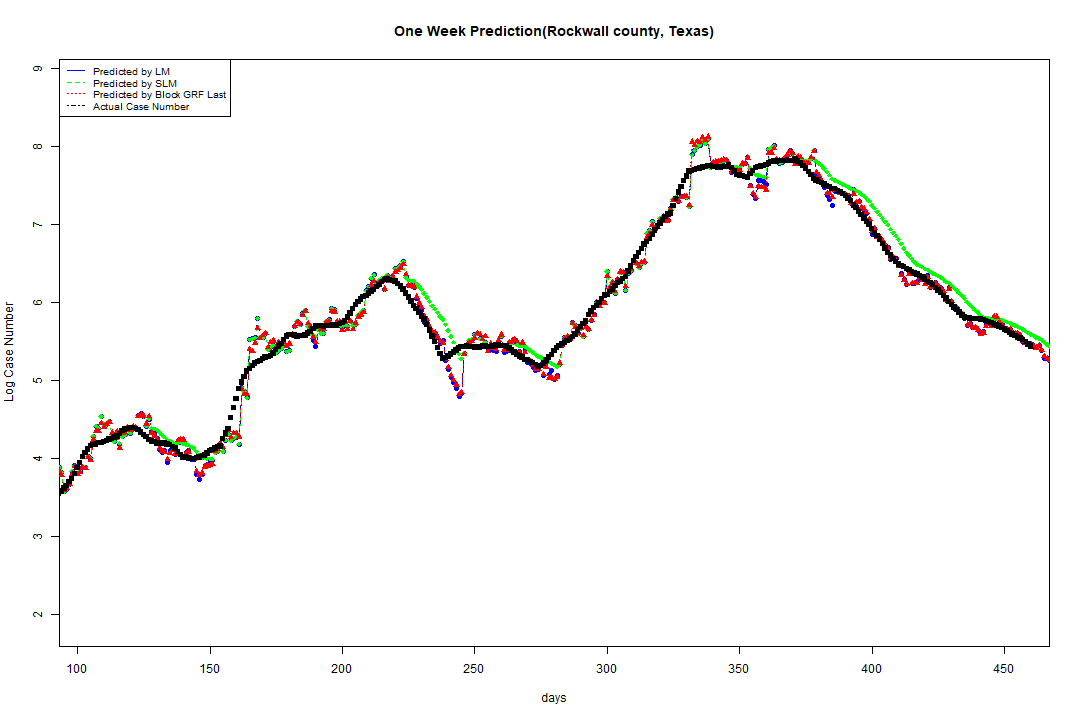 One Week Prediction(Rockwall county, Texas)
Predicted by LM
Predicted by SLM
Predicted by Block GRF Last
Actual Case Number
9
8
7
6
5
4
3
2
Log Case Number
100 150 200 250 300 350 400 450
days